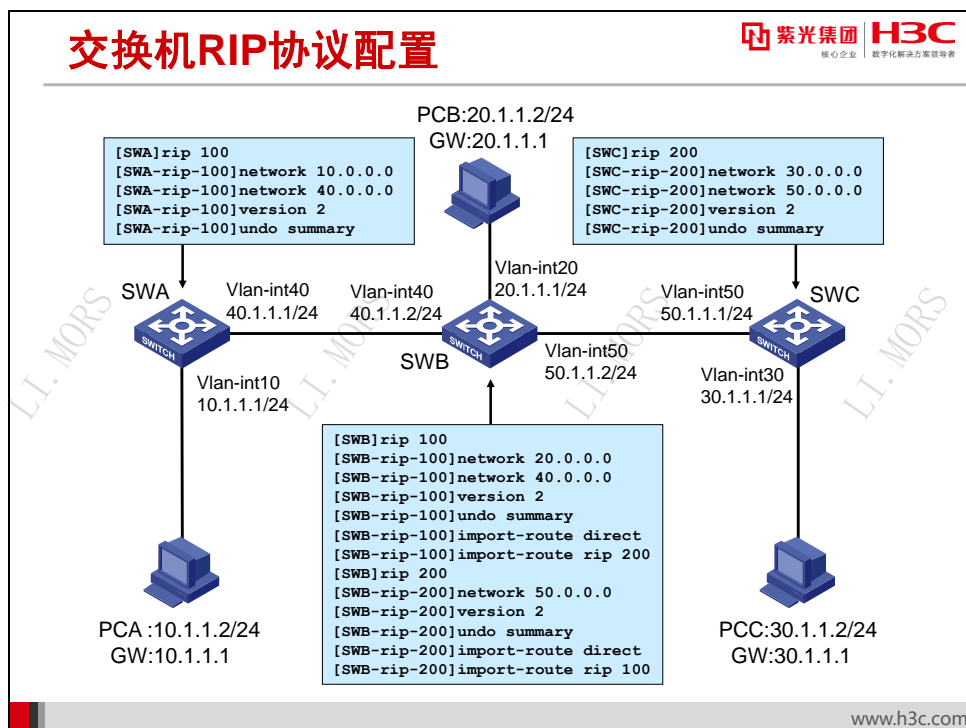 交换机RIP协议配置
紫光集团 H3C
核心企业 数字化解决方案领导者
PCB:20.1.1.2/24
GW:20.1.1.1
[SWA]rip 100
[SWA-rip-100]network 10.0.0.0
[SWA-rip-100]network 40.0.0.0
[SWA-rip-100]version 2
[SWA-rip-100]undo summary
[SWC]rip 200
[SWC-rip-200]network 30.0.0.0
[SWC-rip-200]network 50.0.0.0
[SWC-rip-200]version 2
[SWC-rip-200]undo summary
SWA
Vlan-int40
40.1.1.1/24
Vlan-int40
40.1.1.2/24
Vlan-int20
20.1.1.1/24
Vlan-int50
50.1.1.1/24
SWC
SWITCH
SWITCH
SWITCH
SWB
Vlan-int50
50.1.1.2/24
Vlan-int10
10.1.1.1/24
Vlan-int30
30.1.1.1/24
LI. MORS
LI. MORS
LI. MORS
LI. MORS
[SWB]rip 100
[SWB-rip-100]network 20.0.0.0
[SWB-rip-100]network 40.0.0.0
[SWB-rip-100]version 2
[SWB-rip-100]undo summary
[SWB-rip-100]import-route direct
[SWB-rip-100]import-route rip 200
[SWB]rip 200
[SWB-rip-200]network 50.0.0.0
[SWB-rip-200]version 2
[SWB-rip-200]undo summary
[SWB-rip-200]import-route direct
[SWB-rip-200]import-route rip 100
PCA :10.1.1.2/24
GW:10.1.1.1
PCC:30.1.1.2/24
GW:30.1.1.1
www.h3c.com